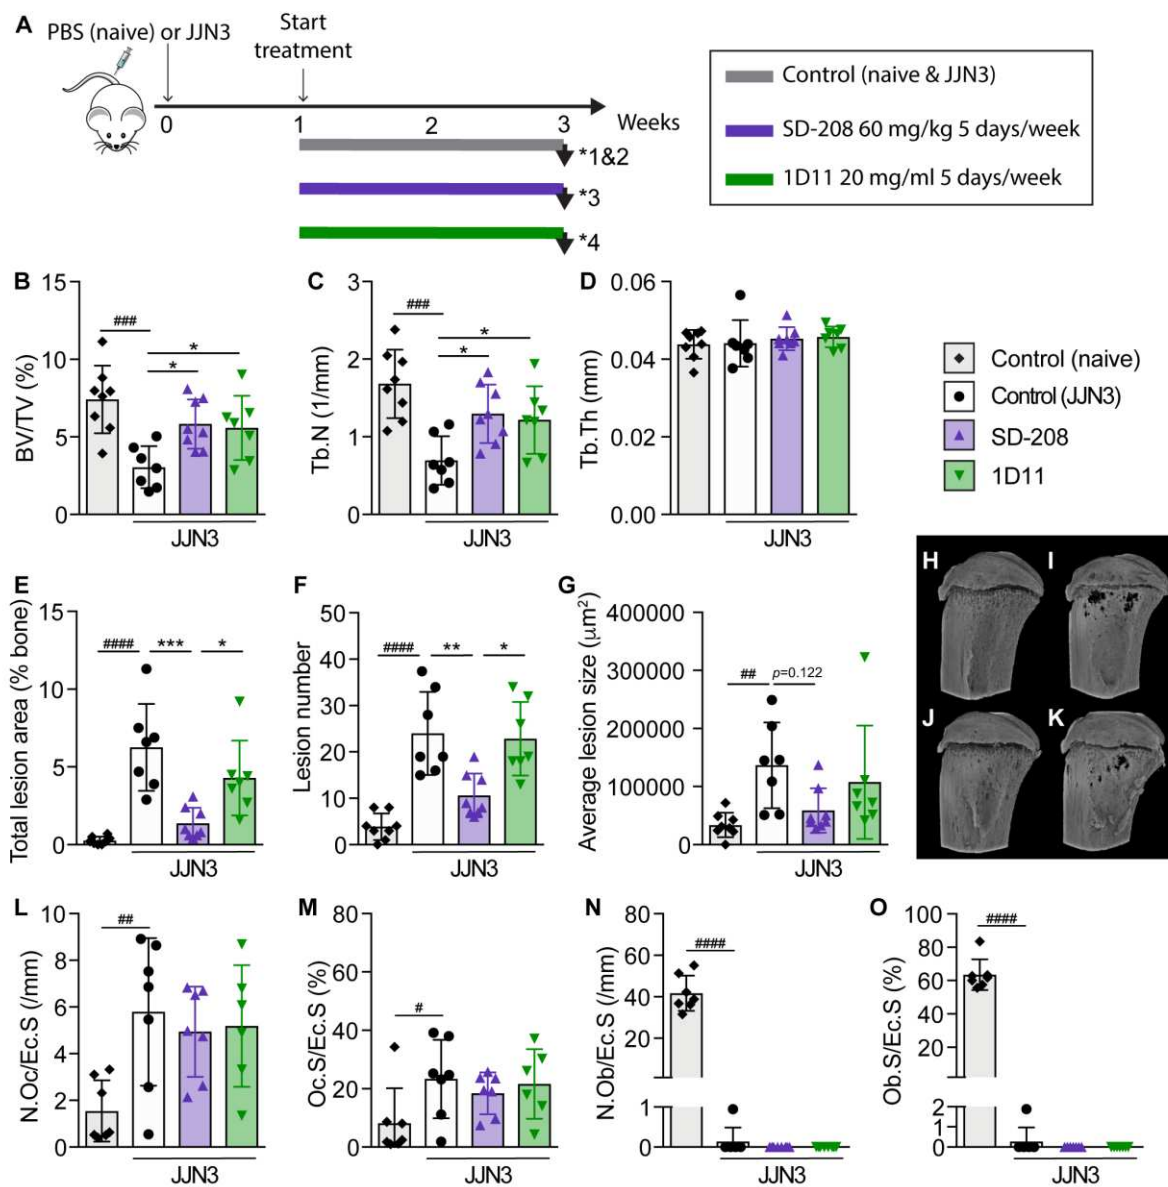 A
PBS (naive) or JJN3
Start
treatment
0
1
2
3
Weeks
*1&2
*3
*4
Control (naive & JJN3)
SD-208 60 mg/kg 5 days/week
1D11 20 mg/ml 5 days/week
B
BV/TV (%)
15
10
5
0
###
*
*
JJN3
C
Tb.N (1/mm)
3
2
1
0
###
*
*
JJN3
D
Tb.Th (mm)
0.06
0.04
0.02
0.00
JJN3
Control (naive)
Control (JJN3)
SD-208
1D11
E
Total lesion area (% bone)
15
10
5
0
####
***
*
JJN3
F
Lesion number
50
40
30
20
10
0
####
**
*
JJN3
G
Average lesion size (μm²)
400000
300000
200000
100000
0
##
p=0.122
JJN3
H
I
J
K
L
N.Oc/Ec.S (/mm)
10
8
6
4
2
0
##
JJN3
M
Oc.S/Ec.S (%)
80
60
40
20
0
#
JJN3
N
N.Ob/Ec.S (/mm)
80
60
40
20
1
0
####
JJN3
O
Ob.S/Ec.S (%)
100
80
60
40
20
2
1
0
####
JJN3